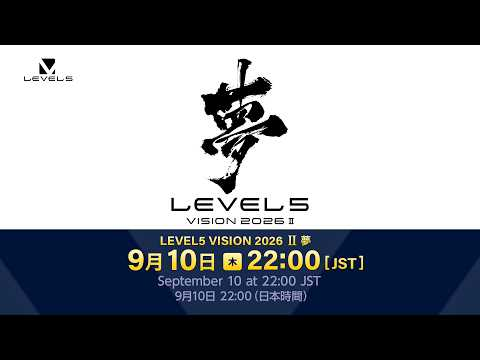 LEVEL5
夢
LEVEL5
VISION 2026 II
LEVEL5 VISION 2026 II 夢
9月10日 木 22:00 [JST]
September 10 at 22:00 JST
9月10日 22:00（日本時間）